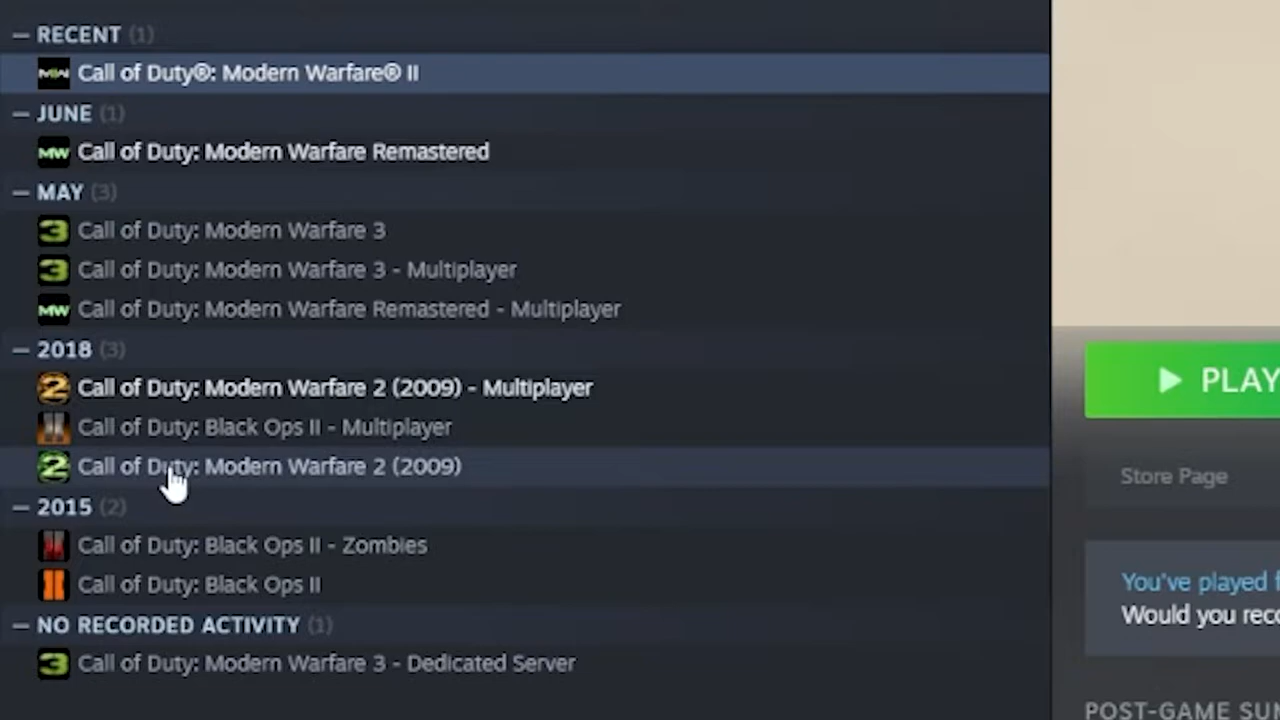 — RECENT (1)
Call of Duty®: Modern Warfare® II
— JUNE (1)
Call of Duty: Modern Warfare Remastered
— MAY (3)
Call of Duty: Modern Warfare 3
Call of Duty: Modern Warfare 3 - Multiplayer
Call of Duty: Modern Warfare Remastered - Multiplayer
— 2018 (3)
Call of Duty: Modern Warfare 2 (2009) - Multiplayer
Call of Duty: Black Ops II - Multiplayer
Call of Duty: Modern Warfare 2 (2009)
— 2015 (2)
Call of Duty: Black Ops II - Zombies
Call of Duty: Black Ops II
— NO RECORDED ACTIVITY (1)
Call of Duty: Modern Warfare 3 - Dedicated Server
PLAY
Store Page
You've played
Would you
POST-GAME